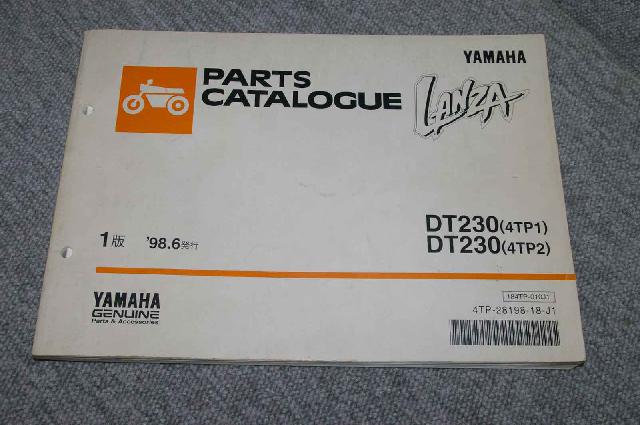 YAMAHA
PARTS
CATALOGUE
LANZA
DT230(4TP1)
DT230(4TP2)
1版 '98.6発行
YAMAHA
GENUINE
Parts & Accessories
4TP-28198-18-J1